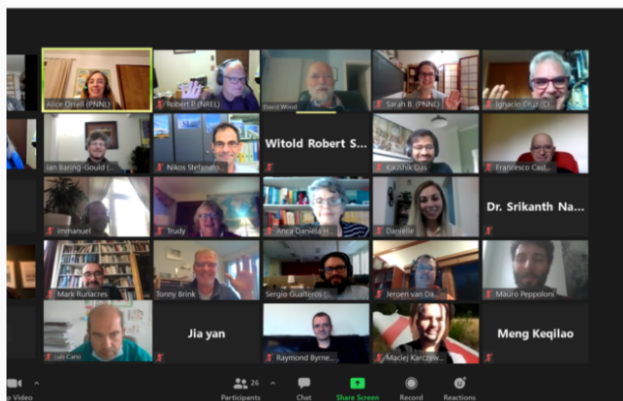 Alice Orrell (PNNL)
Robert P (NREL)
David Wood
Sarah B. (PNNL)
Ignacio Cruz (CI...
Ian Baring-Gould (...
Nikos Stefanato...
Witold Robert S...
Kaushik Das
Francesco Cast...
immanuel
Trudy
Anca Daniela H...
Danielle
Dr. Srikanth Na...
Mark Runacres
Tonny Brink
Sergio Gualteros (...
Jeroen van Da...
Mauro Peppoloni
Luis Cano
Jia yan
Raymond Byrne...
Maciej Karczew...
Meng Keqilao
Video
Participants
26
Chat
Share Screen
Record
Reactions